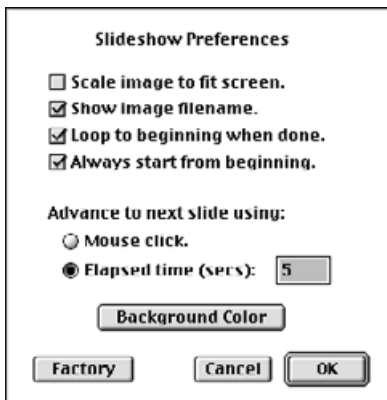 Slideshow Preferences
Scale image to fit screen.
Show image filename.
Loop to beginning when done.
Always start from beginning.
Advance to next slide using:
Mouse click.
Elapsed time (secs): 5
Background Color
Factory Cancel OK